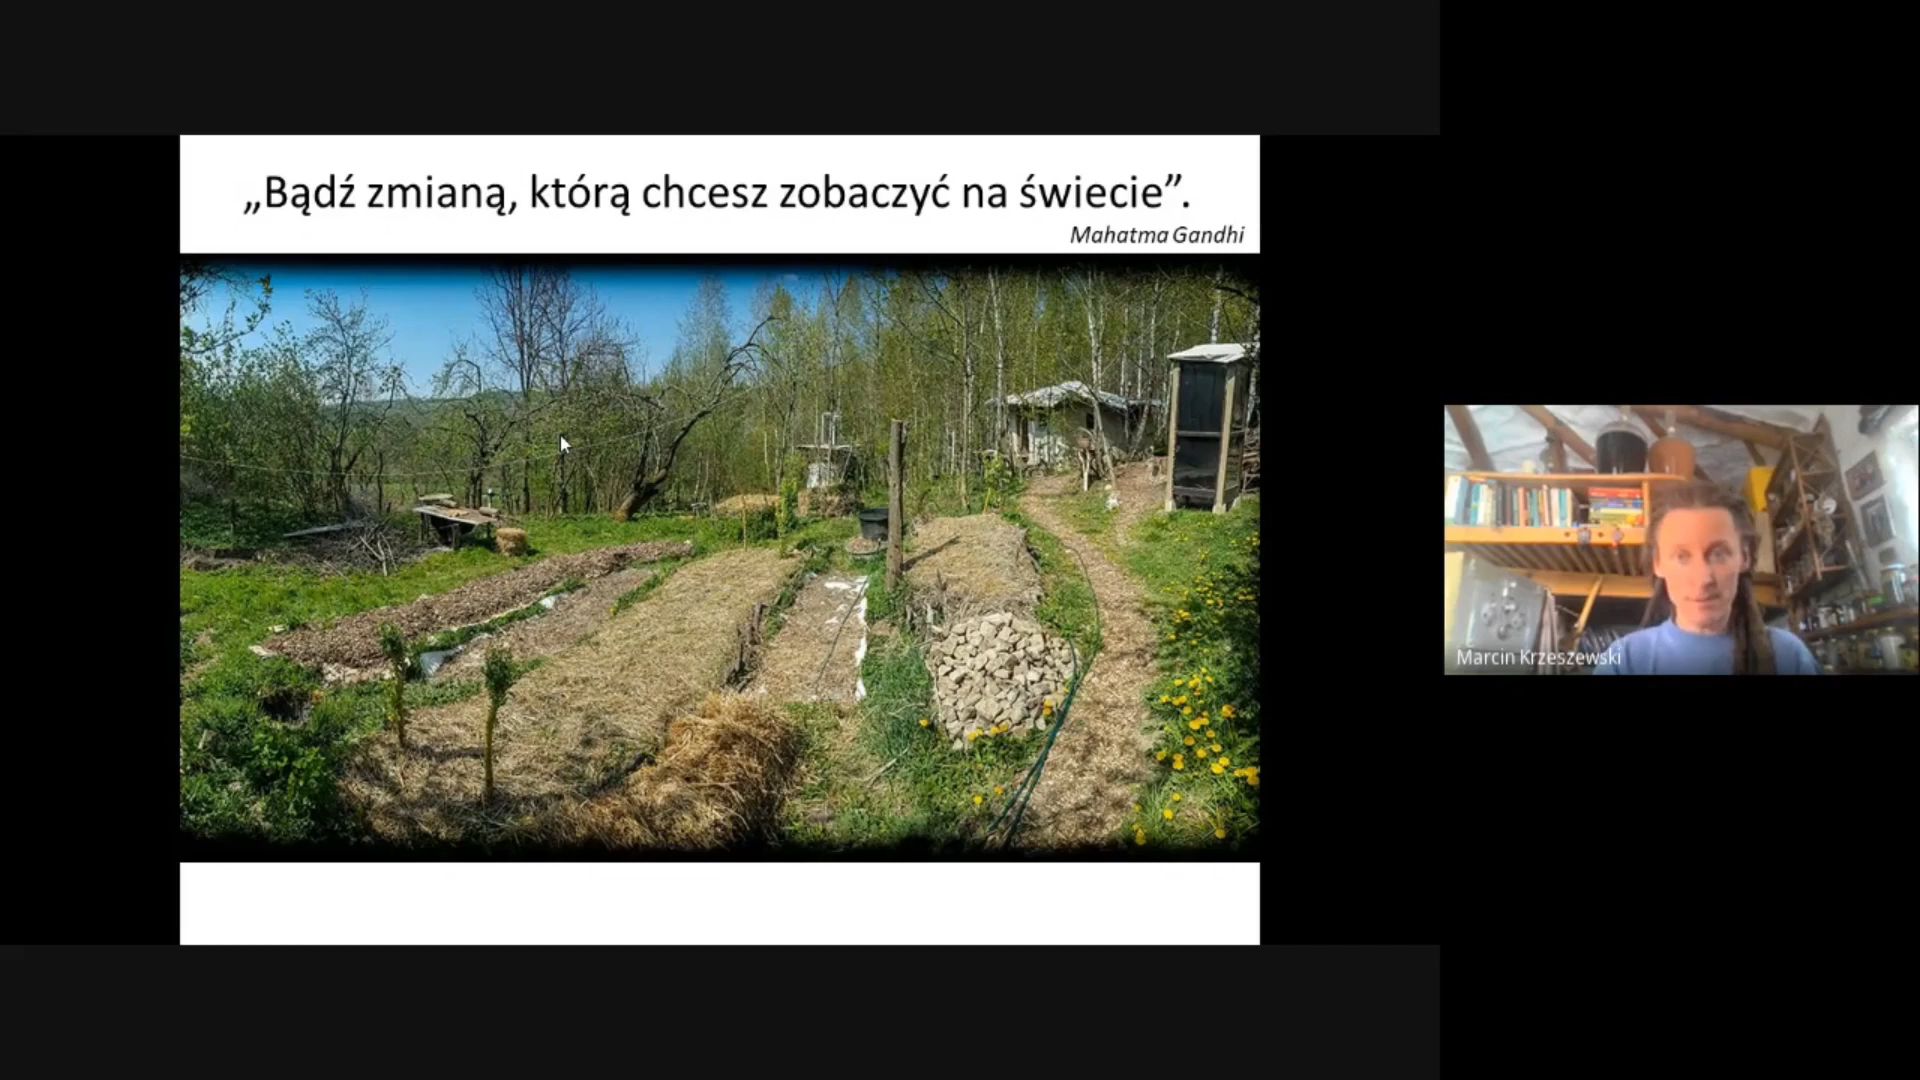 „Bądź zmianą, którą chcesz zobaczyć na świecie”.
Mahatma Gandhi
Marcin Krzeszewski